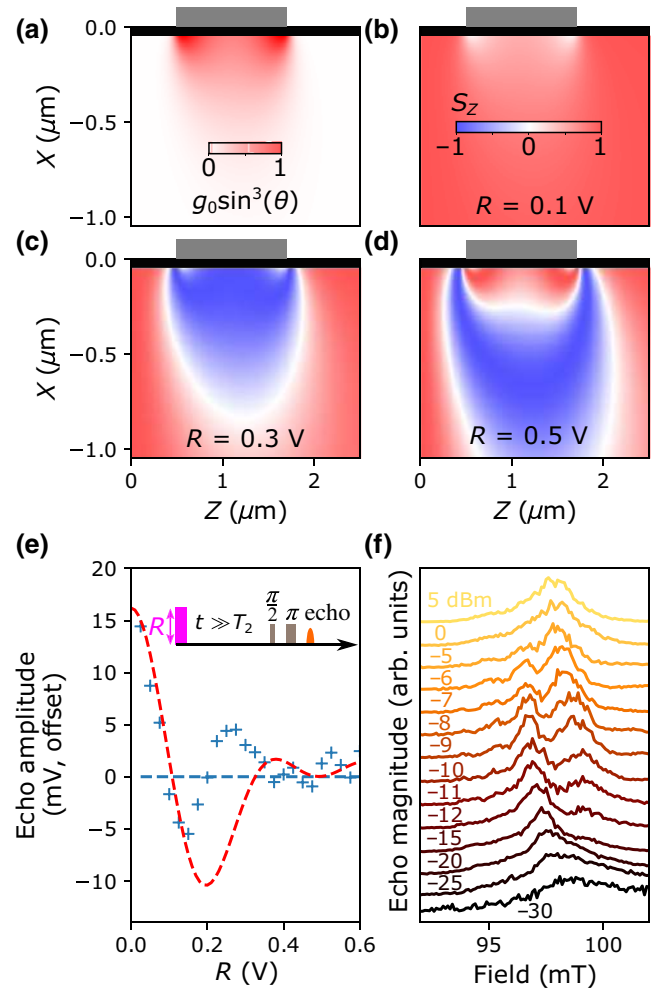 (a)
0.0
−0.5
−1.0
X (μm)
0
1
g₀sin³(θ)
(b)
S_Z
−1
0
1
R = 0.1 V
(c)
0.0
−0.5
−1.0
X (μm)
R = 0.3 V
0
1
2
Z (μm)
(d)
R = 0.5 V
0
1
2
Z (μm)
(e)
20
15
10
5
0
−5
−10
Echo amplitude
(mV, offset)
R
t ≫ T₂
π/2
π
echo
0.0
0.2
0.4
0.6
R (V)
(f)
Echo magnitude (arb. units)
5 dBm
0
−5
−6
−7
−8
−9
−10
−11
−12
−15
−20
−25
−30
95
100
Field (mT)